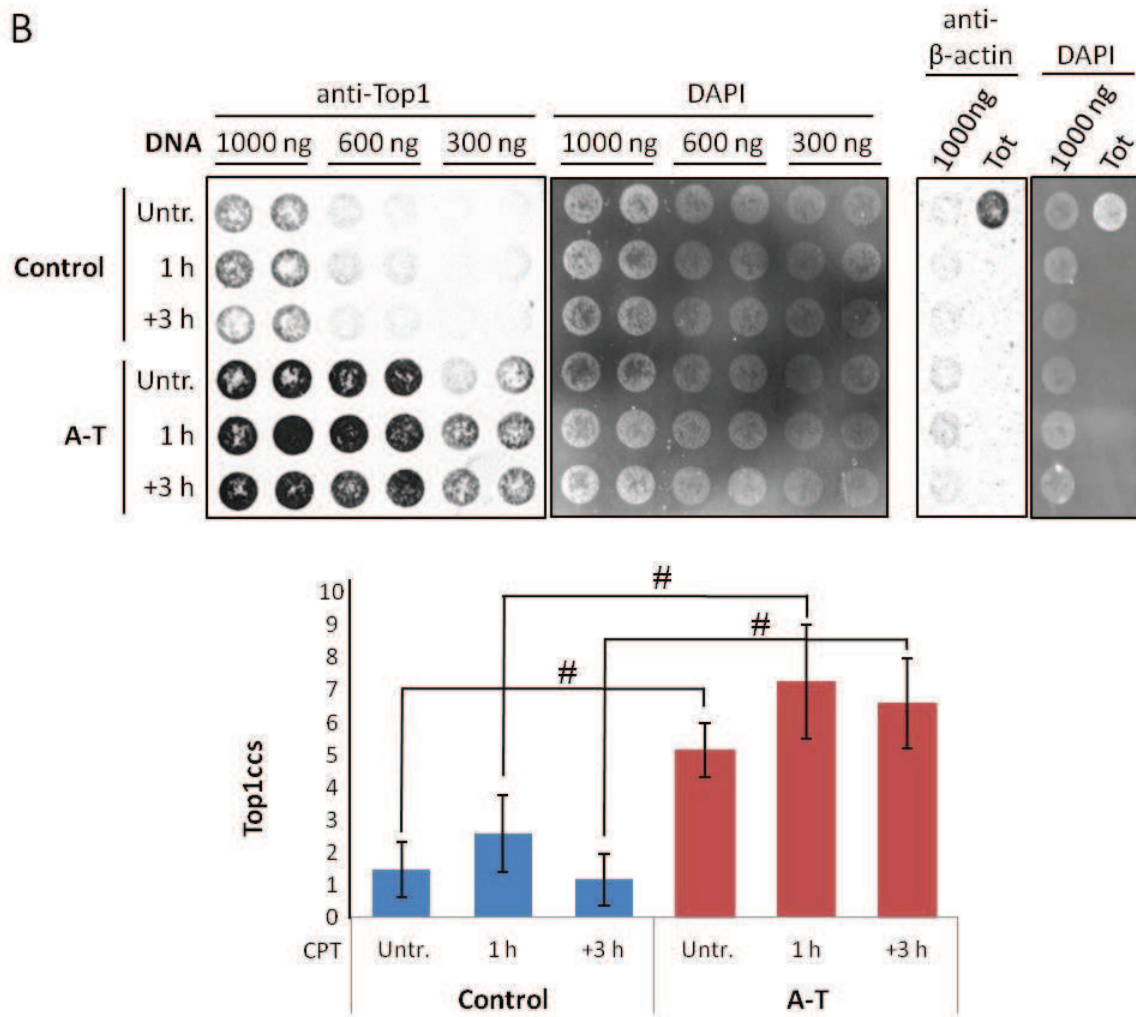 B
anti-Top1
DAPI
anti-
β-actin
DAPI
DNA 1000 ng 600 ng 300 ng
1000 ng 600 ng 300 ng
1000ng Tot
1000 ng Tot
Control
Untr.
1 h
+3 h
A-T
Untr.
1 h
+3 h
Top1ccs
10
9
8
7
6
5
4
3
2
1
0
#
#
#
CPT Untr. 1 h +3 h Untr. 1 h +3 h
Control A-T